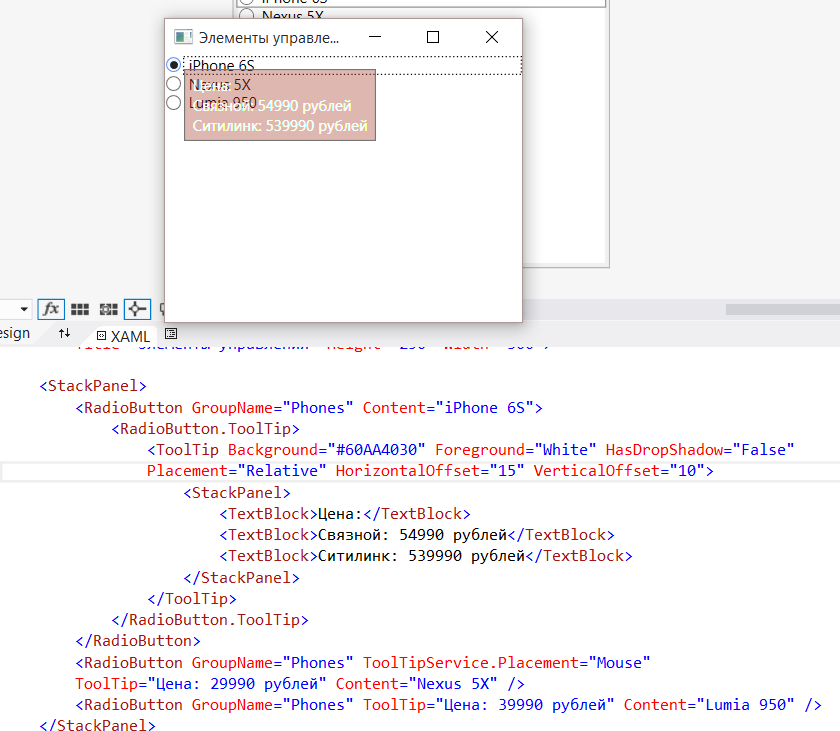 iPhone 6S
Nexus 5X
Элементы управле...
iPhone 6S
Nexus 5X
Lumia 950
Цена:
Связной: 54990 рублей
Ситилинк: 539990 рублей
fx
esign
XAML
<StackPanel>
<RadioButton GroupName="Phones" Content="iPhone 6S">
<RadioButton.ToolTip>
<ToolTip Background="#60AA4030" Foreground="White" HasDropShadow="False"
Placement="Relative" HorizontalOffset="15" VerticalOffset="10">
<StackPanel>
<TextBlock>Цена:</TextBlock>
<TextBlock>Связной: 54990 рублей</TextBlock>
<TextBlock>Ситилинк: 539990 рублей</TextBlock>
</StackPanel>
</ToolTip>
</RadioButton.ToolTip>
</RadioButton>
<RadioButton GroupName="Phones" ToolTipService.Placement="Mouse"
ToolTip="Цена: 29990 рублей" Content="Nexus 5X" />
<RadioButton GroupName="Phones" ToolTip="Цена: 39990 рублей" Content="Lumia 950" />
</StackPanel>